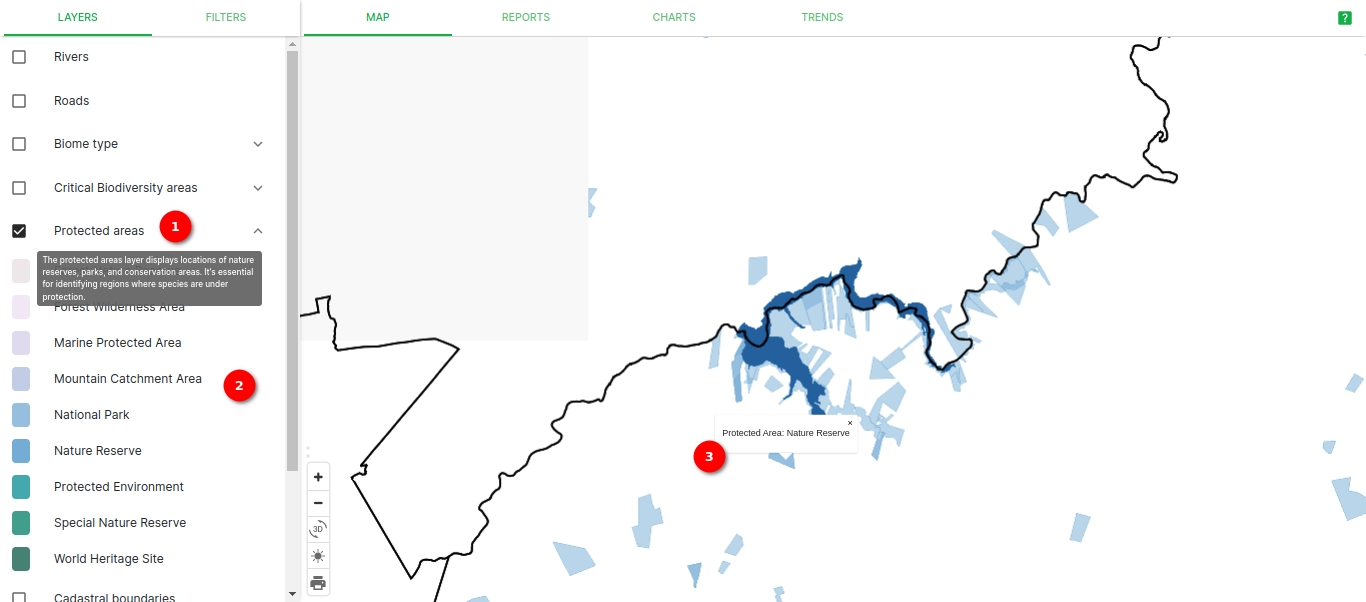 LAYERS
FILTERS
MAP
REPORTS
CHARTS
TRENDS
?
Rivers
Roads
Biome type
Critical Biodiversity areas
Protected areas
1
The protected areas layer displays locations of nature
reserves, parks, and conservation areas. It's essential
for identifying regions where species are under
protection.
Forest Wilderness Area
Marine Protected Area
Mountain Catchment Area
2
National Park
Nature Reserve
Protected Environment
Special Nature Reserve
World Heritage Site
Cadastral boundaries
×
Protected Area: Nature Reserve
3
+
−
3D